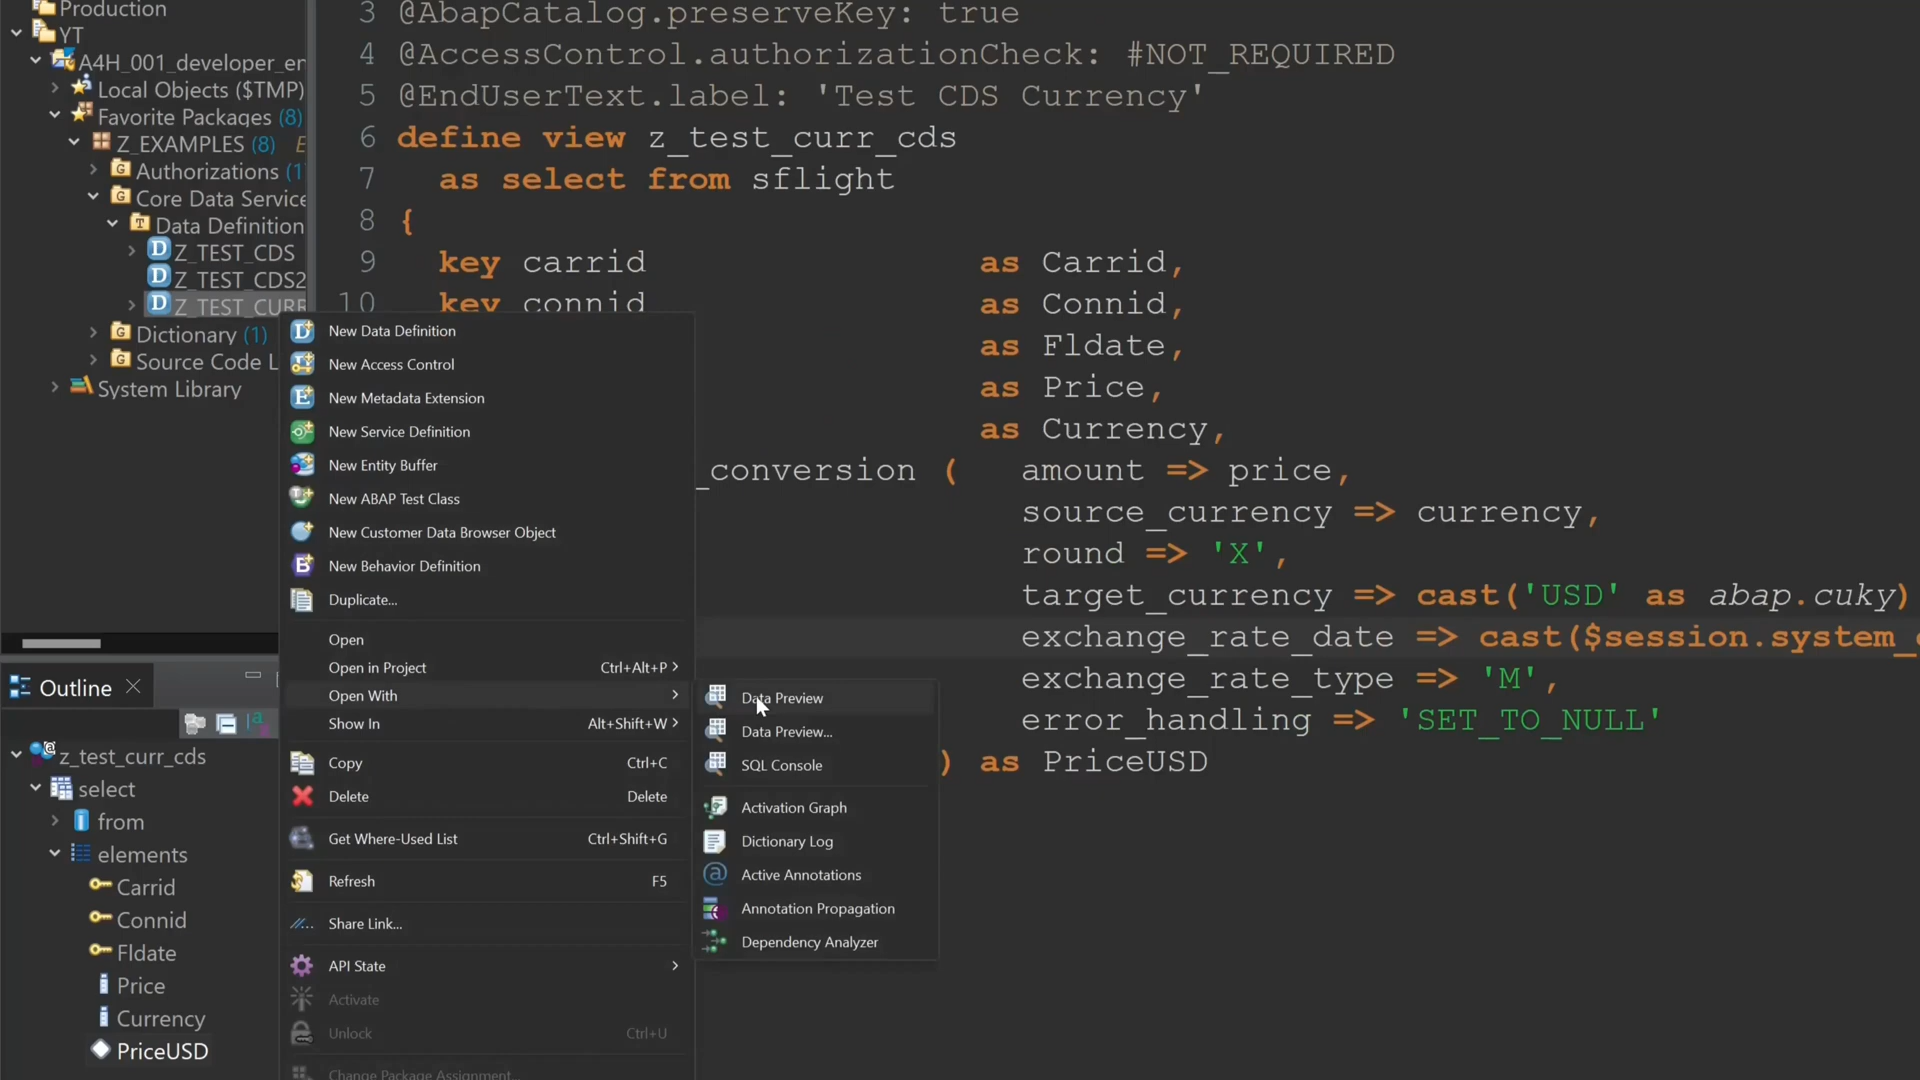 Production
YT
A4H_001_developer_en
Local Objects ($TMP)
Favorite Packages (8)
Z_EXAMPLES (8)
Authorizations (1
Core Data Service
Data Definition
Z_TEST_CDS
Z_TEST_CDS2
Z_TEST_CURR
Dictionary (1)
Source Code L
System Library
3 @AbapCatalog.preserveKey: true
4 @AccessControl.authorizationCheck: #NOT_REQUIRED
5 @EndUserText.label: 'Test CDS Currency'
6 define view z_test_curr_cds
7 as select from sflight
8 {
9 key carrid as Carrid,
10 key connid as Connid,
as Fldate,
as Price,
as Currency,
_conversion ( amount => price,
source_currency => currency,
round => 'X',
target_currency => cast('USD' as abap.cuky)
exchange_rate_date => cast($session.system_
exchange_rate_type => 'M',
error_handling => 'SET_TO_NULL'
) as PriceUSD
New Data Definition
New Access Control
New Metadata Extension
New Service Definition
New Entity Buffer
New ABAP Test Class
New Customer Data Browser Object
New Behavior Definition
Duplicate...
Open
Open in Project Ctrl+Alt+P
Open With
Show In Alt+Shift+W
Copy Ctrl+C
Delete Delete
Get Where-Used List Ctrl+Shift+G
Refresh F5
Share Link...
API State
Activate
Unlock Ctrl+U
Change Package Assignment...
Data Preview
Data Preview...
SQL Console
Activation Graph
Dictionary Log
Active Annotations
Annotation Propagation
Dependency Analyzer
Outline
z_test_curr_cds
select
from
elements
Carrid
Connid
Fldate
Price
Currency
PriceUSD